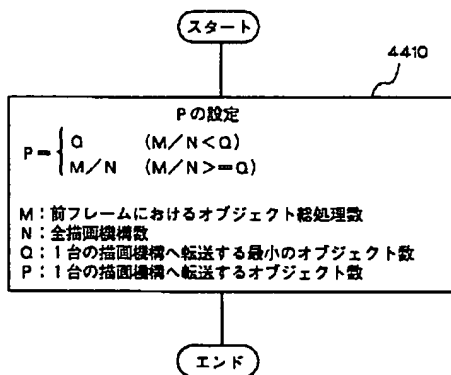 スタート
4410
Pの設定
P= { Q (M/N<Q)
M/N (M/N>=Q)
M:前フレームにおけるオブジェクト総処理数
N:全描画機構数
Q:1台の描画機構へ転送する最小のオブジェクト数
P:1台の描画機構へ転送するオブジェクト数
エンド